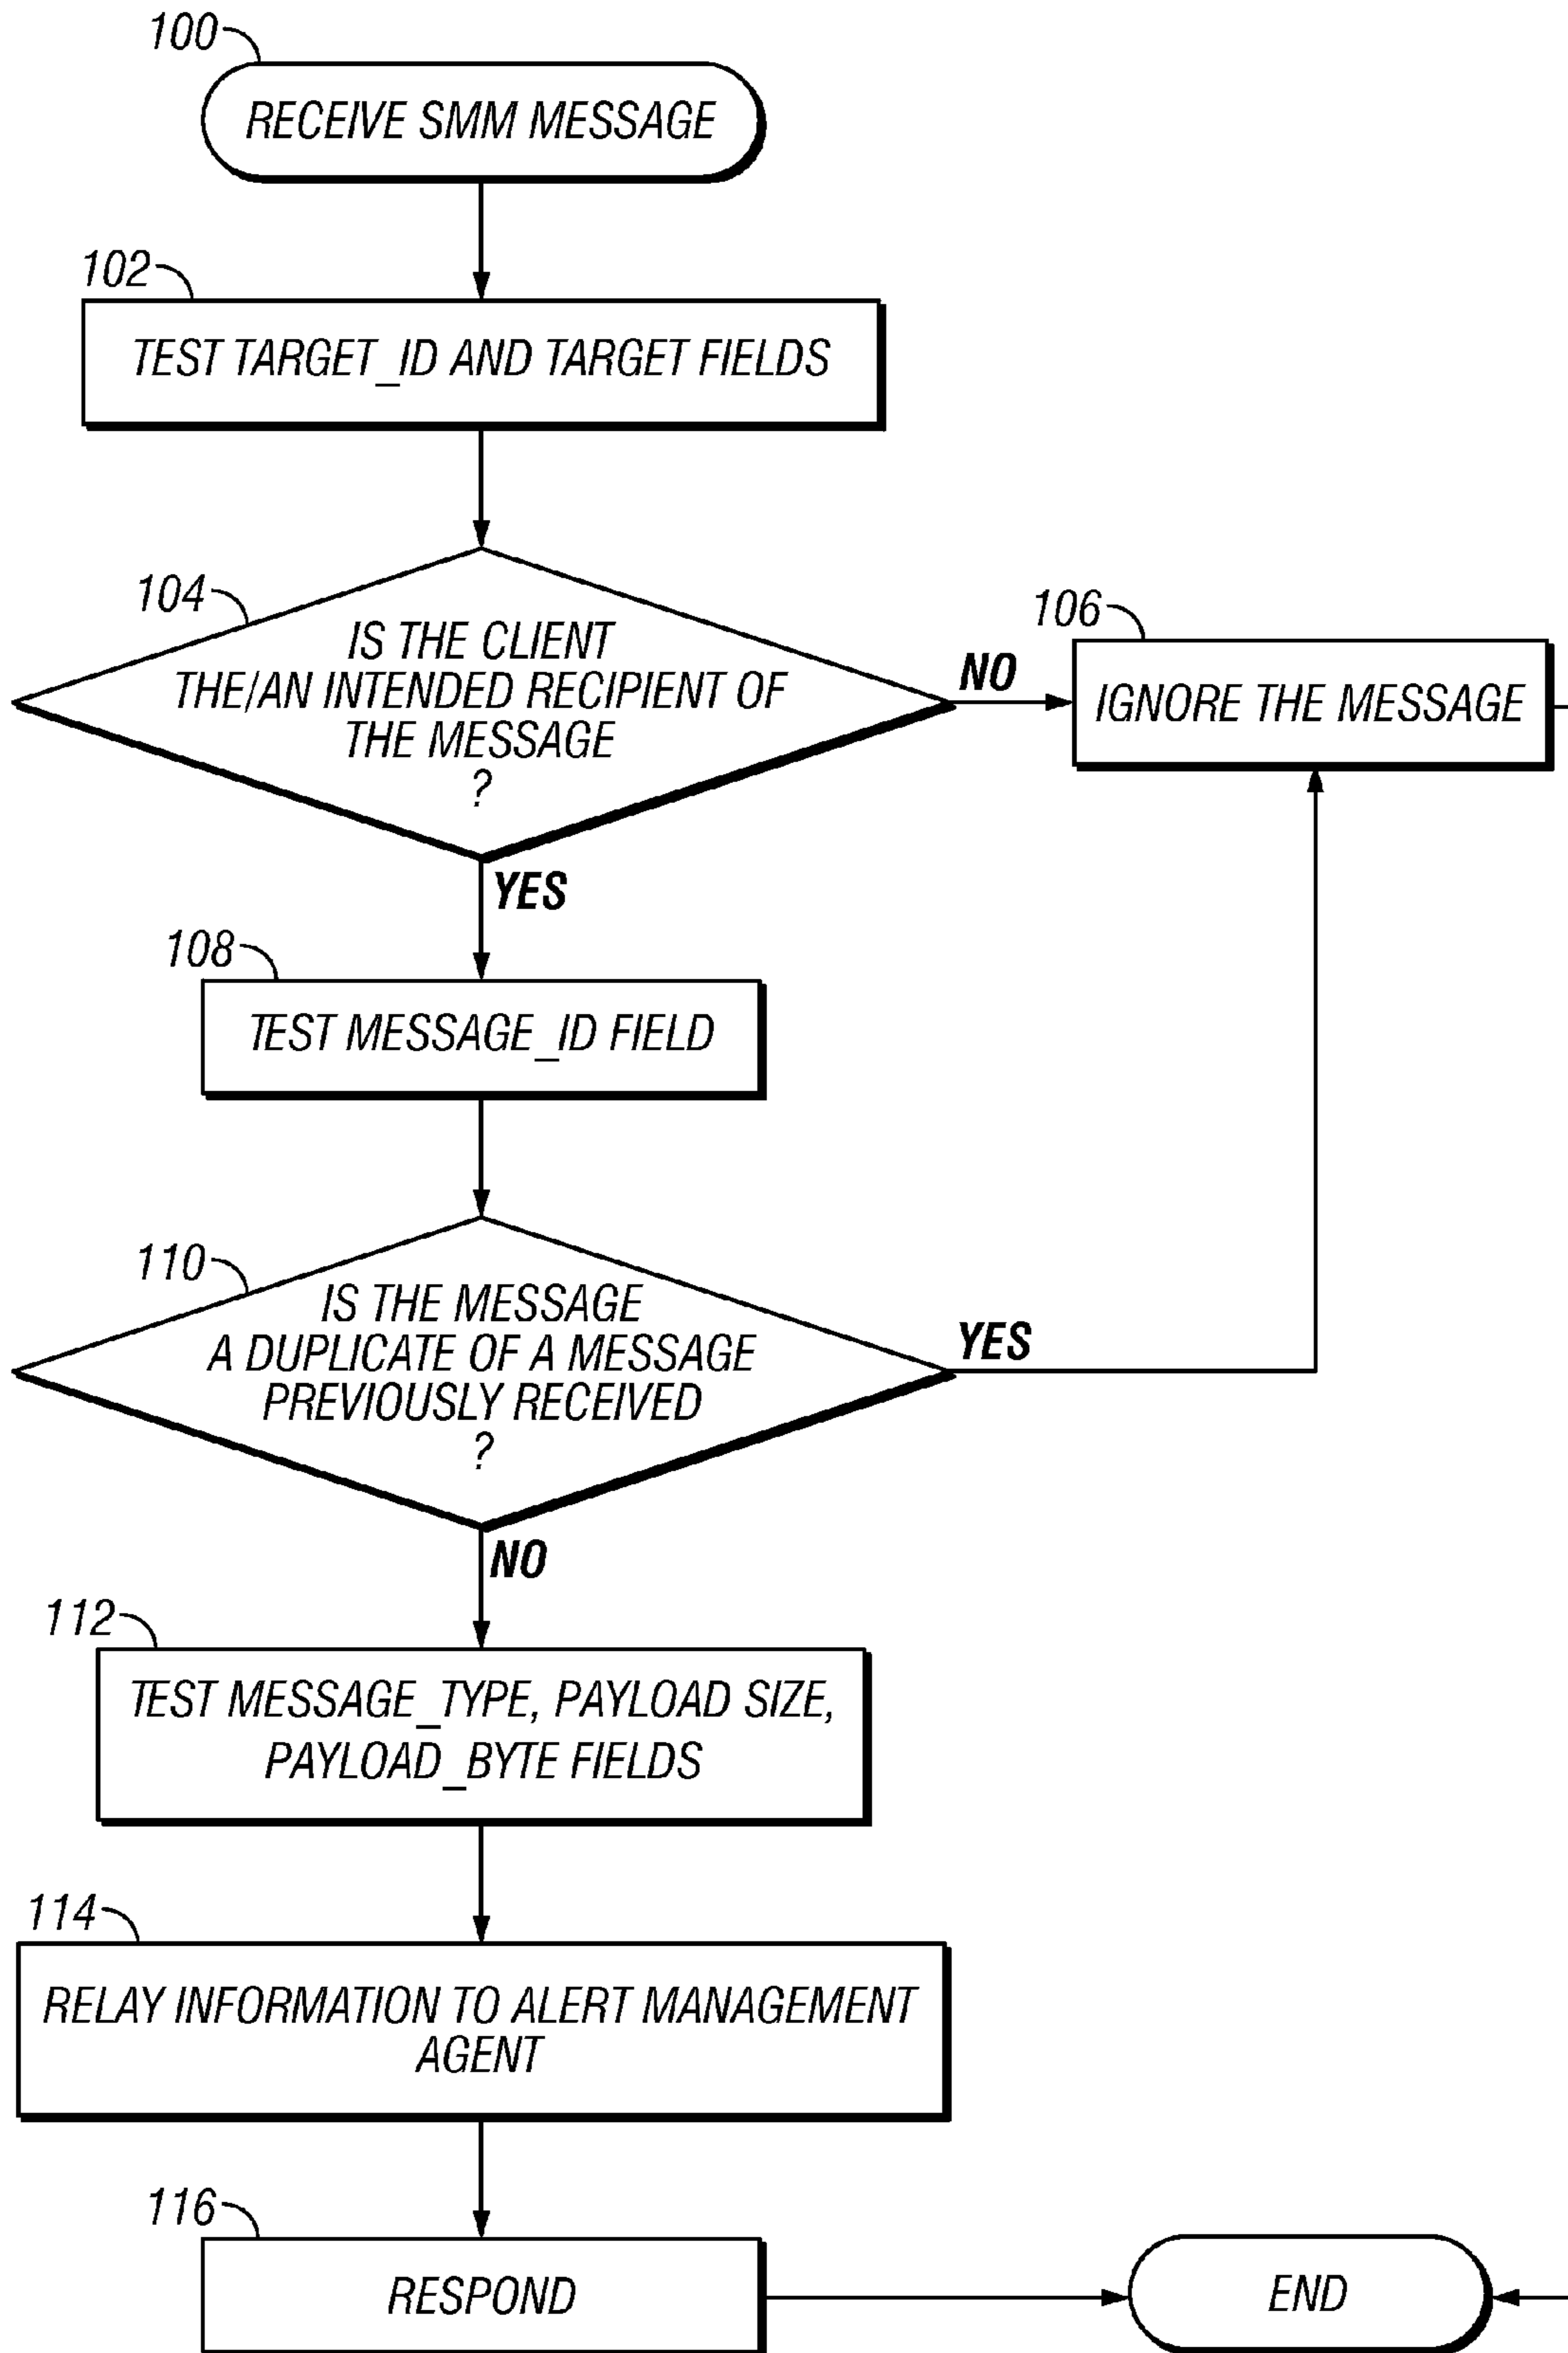 100
RECEIVE SMM MESSAGE
102
TEST TARGET_ID AND TARGET FIELDS
104
IS THE CLIENT
THE/AN INTENDED RECIPIENT OF
THE MESSAGE
?
NO
106
IGNORE THE MESSAGE
YES
108
TEST MESSAGE_ID FIELD
110
IS THE MESSAGE
A DUPLICATE OF A MESSAGE
PREVIOUSLY RECEIVED
?
YES
NO
112
TEST MESSAGE_TYPE, PAYLOAD SIZE,
PAYLOAD_BYTE FIELDS
114
RELAY INFORMATION TO ALERT MANAGEMENT
AGENT
116
RESPOND
END